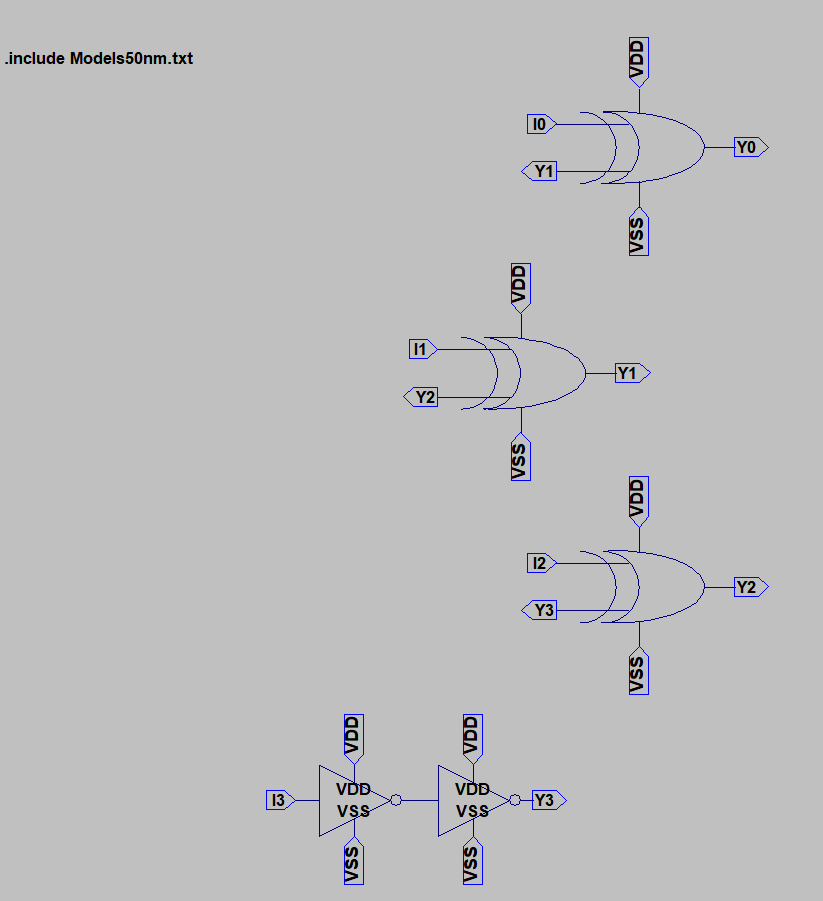 .include Models50nm.txt
VDD
I0
Y1
Y0
VSS
VDD
I1
Y2
Y1
VSS
VDD
I2
Y3
Y2
VSS
VDD
VDD
VDD
VDD
I3
Y3
VSS
VSS
VSS
VSS